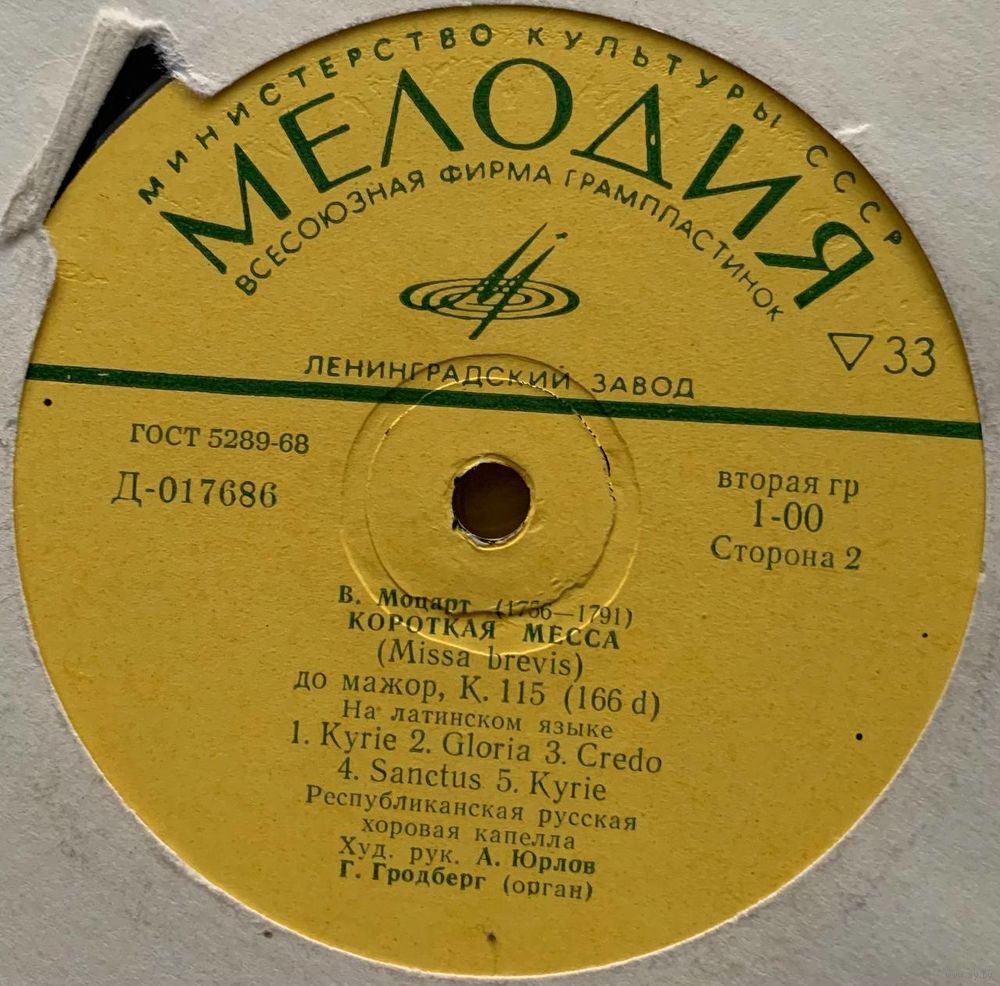 МИНИСТЕРСТВО КУЛЬТУРЫ СССР
МЕЛОДИЯ
ВСЕСОЮЗНАЯ ФИРМА ГРАМПЛАСТИНОК
33
ЛЕНИНГРАДСКИЙ ЗАВОД
ГОСТ 5289-68
Д-017686
вторая гр
1-00
Сторона 2
В. Моцарт (1756—1791)
КОРОТКАЯ МЕССА
(Missa brevis)
до мажор, К. 115 (166 d)
На латинском языке
1. Kyrie 2. Gloria 3. Credo
4. Sanctus 5. Kyrie
Республиканская русская
хоровая капелла
Худ. рук. А. Юрлов
Г. Гродберг (орган)